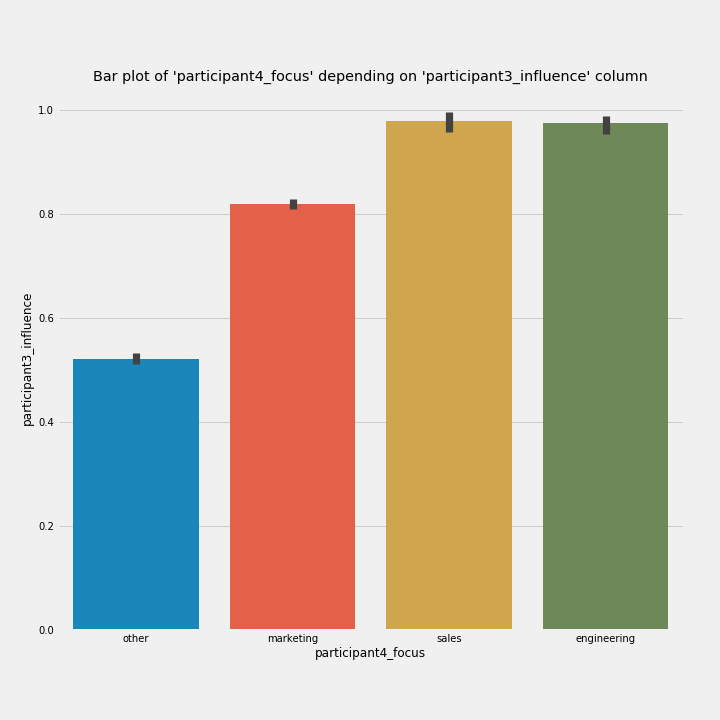 Bar plot of 'participant4_focus' depending on 'participant3_influence' column
1.0
0.8
0.6
0.4
0.2
0.0
participant3_influence
other marketing sales engineering
participant4_focus